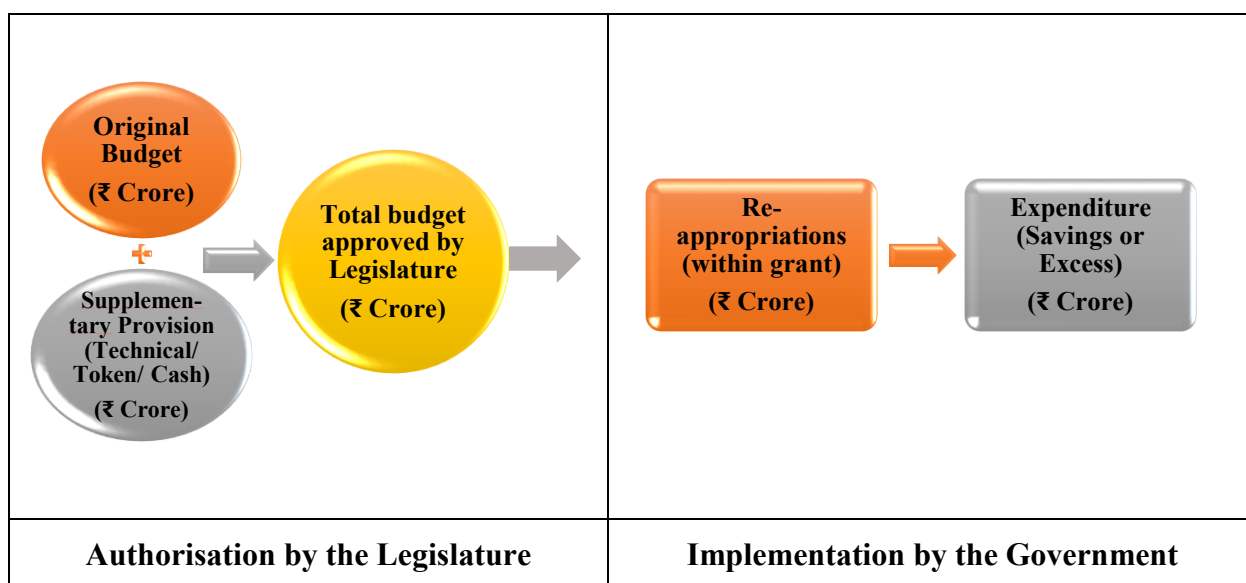 Original
Budget
(₹ Crore)
+
Supplemen-
tary Provision
(Technical/
Token/ Cash)
(₹ Crore)
Total budget
approved by
Legislature
(₹ Crore)
Re-
appropriations
(within grant)
(₹ Crore)
Expenditure
(Savings or
Excess)
(₹ Crore)
Authorisation by the Legislature
Implementation by the Government